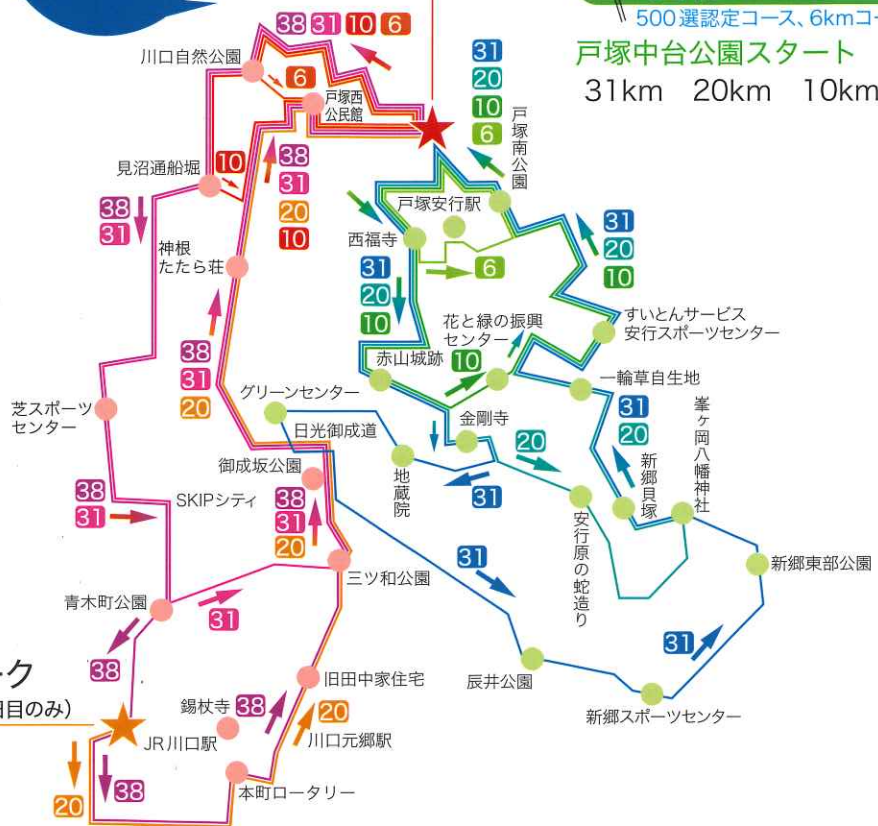 500選認定コース、6kmコー
戸塚中台公園スタート
31km 20km 10km
38 31 10 6
川口自然公園
6
戸塚西
公民館
31
20
10
6
戸塚南公園
見沼通船堀
10
38
31
38
31
20
10
戸塚安行駅
西福寺
6
31
20
10
31
20
10
神根
たたら荘
花と緑の振興
センター
すいとんサービス
安行スポーツセンター
赤山城跡
10
38
31
20
グリーンセンター
一輪草自生地
芝スポーツ
センター
日光御成道
金剛寺
31
20
峯ヶ岡八幡神社
御成坂公園
地蔵院
20
新郷貝塚
38
31
SKIPシティ
38
31
20
31
安行原の蛇造り
三ツ和公園
31
新郷東部公園
青木町公園
31
38
31
旧田中家住宅
辰井公園
ーク
日目のみ）
錫杖寺
38
20
新郷スポーツセンター
JR川口駅
川口元郷駅
20
38
本町ロータリー